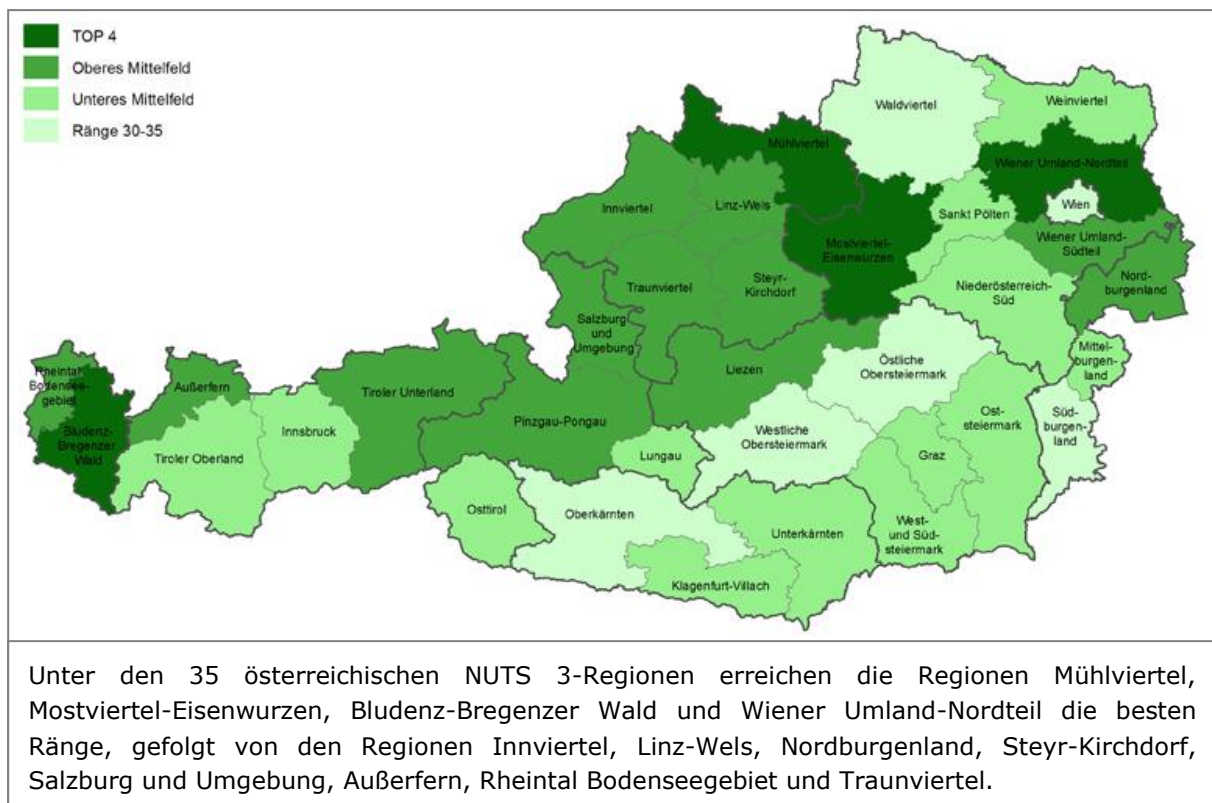 TOP 4
Oberes Mittelfeld
Unteres Mittelfeld
Ränge 30-35
Waldviertel
Weinviertel
Mühlviertel
Wiener Umland-Nordteil
Innviertel
Linz-Wels
Sankt Pölten
Wien
Mostviertel-
Eisenwurzen
Wiener Umland-
Südteil
Nord-
burgenland
Traunviertel
Steyr-
Kirchdorf
Niederösterreich-
Süd
Salzburg
und
Umgebung
Mittel-
burgen-
land
Rheintal
Bodensee-
gebiet
Außerfern
Tiroler Unterland
Liezen
Östliche
Obersteiermark
Bludenz-
Bregenzer
Wald
Pinzgau-Pongau
Ost-
steiermark
Süd-
burgen-
land
Tiroler Oberland
Innsbruck
Lungau
Westliche
Obersteiermark
Graz
Osttirol
Oberkärnten
Unterkärnten
West-
und Süd-
steiermark
Klagenfurt-Villach
Unter den 35 österreichischen NUTS 3-Regionen erreichen die Regionen Mühlviertel,
Mostviertel-Eisenwurzen, Bludenz-Bregenzer Wald und Wiener Umland-Nordteil die besten
Ränge, gefolgt von den Regionen Innviertel, Linz-Wels, Nordburgenland, Steyr-Kirchdorf,
Salzburg und Umgebung, Außerfern, Rheintal Bodenseegebiet und Traunviertel.